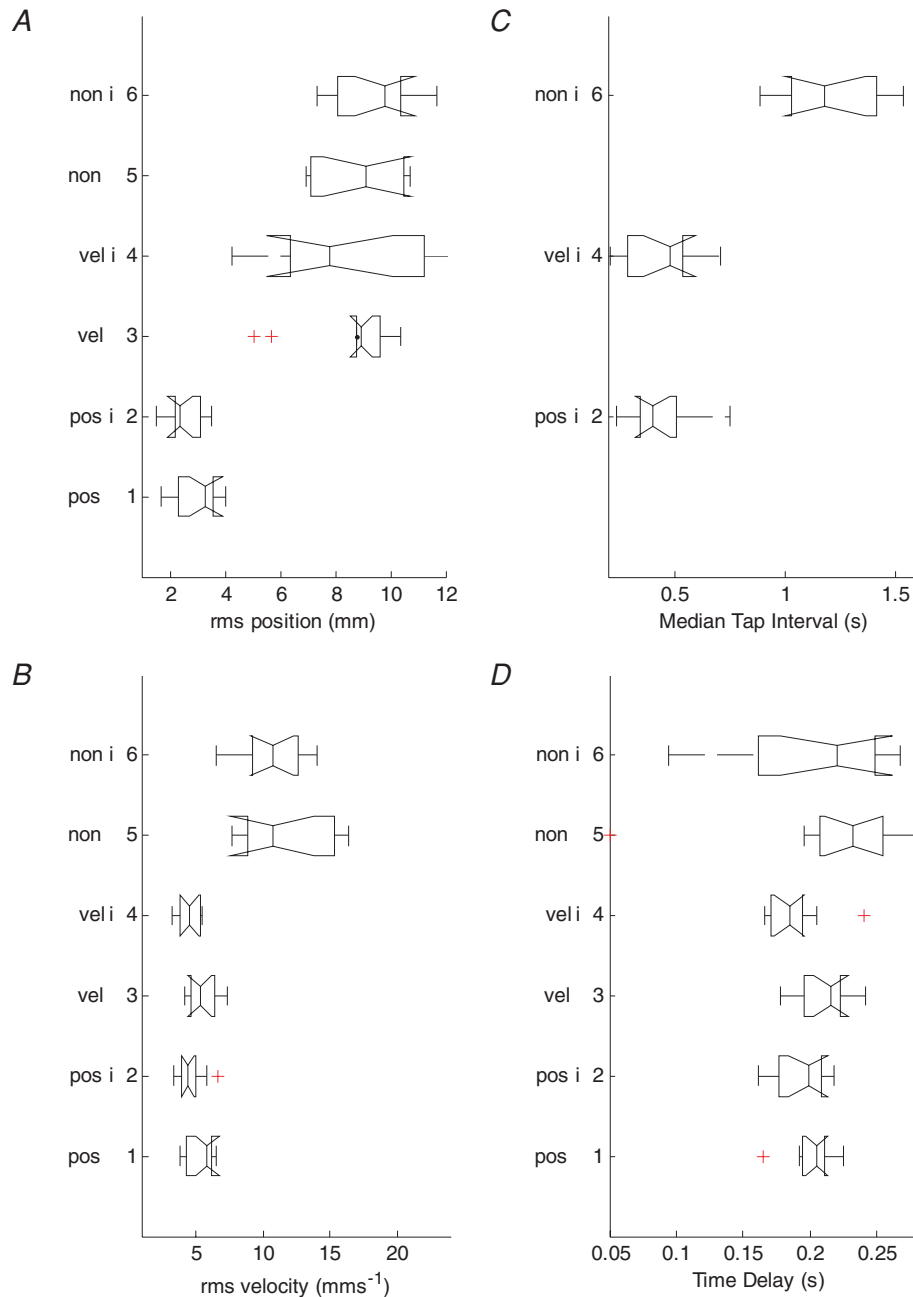 A
non i 6
non 5
vel i 4
vel 3
pos i 2
pos 1
2 4 6 8 10 12
rms position (mm)
C
non i 6
vel i 4
pos i 2
0.5 1 1.5
Median Tap Interval (s)
B
non i 6
non 5
vel i 4
vel 3
pos i 2
pos 1
5 10 15 20
rms velocity (mms-1)
D
non i 6
non 5
vel i 4
vel 3
pos i 2
pos 1
0.05 0.1 0.15 0.2 0.25
Time Delay (s)